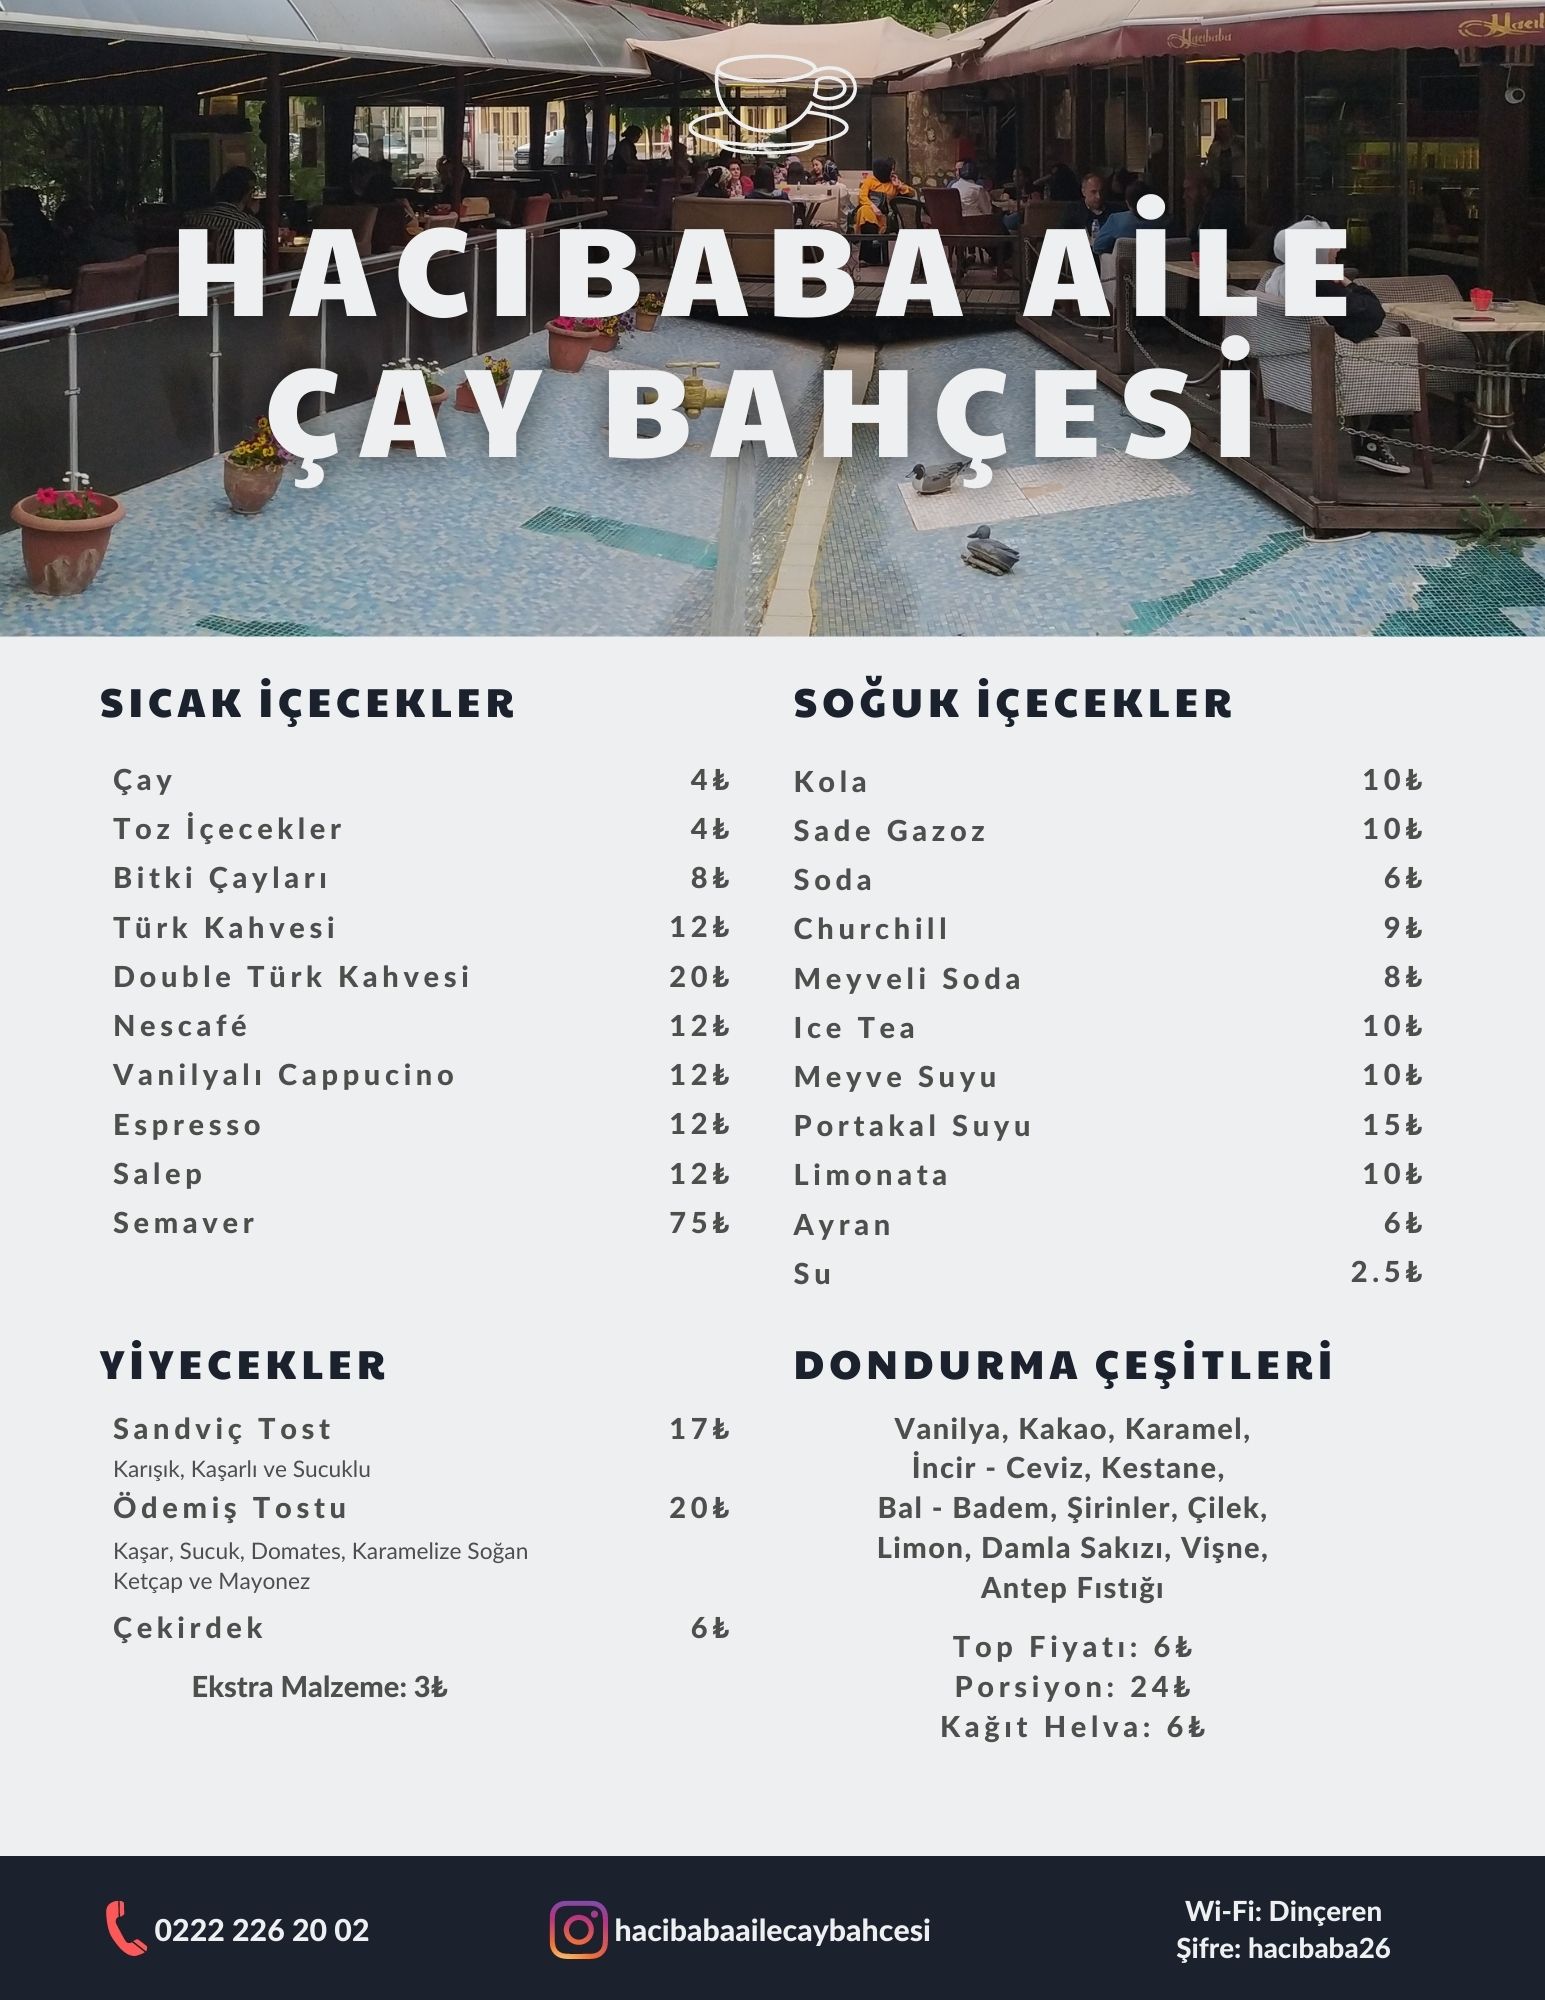 Hacıbaba
HACIBABA AİLE
ÇAY BAHÇESİ
SICAK İÇECEKLER
Çay 4₺
Toz İçecekler 4₺
Bitki Çayları 8₺
Türk Kahvesi 12₺
Double Türk Kahvesi 20₺
Nescafé 12₺
Vanilyalı Cappucino 12₺
Espresso 12₺
Salep 12₺
Semaver 75₺
SOĞUK İÇECEKLER
Kola 10₺
Sade Gazoz 10₺
Soda 6₺
Churchill 9₺
Meyveli Soda 8₺
Ice Tea 10₺
Meyve Suyu 10₺
Portakal Suyu 15₺
Limonata 10₺
Ayran 6₺
Su 2.5₺
YİYECEKLER
Sandviç Tost 17₺
Karışık, Kaşarlı ve Sucuklu
Ödemiş Tostu 20₺
Kaşar, Sucuk, Domates, Karamelize Soğan
Ketçap ve Mayonez
Çekirdek 6₺
Ekstra Malzeme: 3₺
DONDURMA ÇEŞİTLERİ
Vanilya, Kakao, Karamel,
İncir - Ceviz, Kestane,
Bal - Badem, Şirinler, Çilek,
Limon, Damla Sakızı, Vişne,
Antep Fıstığı
Top Fiyatı: 6₺
Porsiyon: 24₺
Kağıt Helva: 6₺
0222 226 20 02
hacibabaailecaybahcesi
Wi-Fi: Dinçeren
Şifre: hacıbaba26